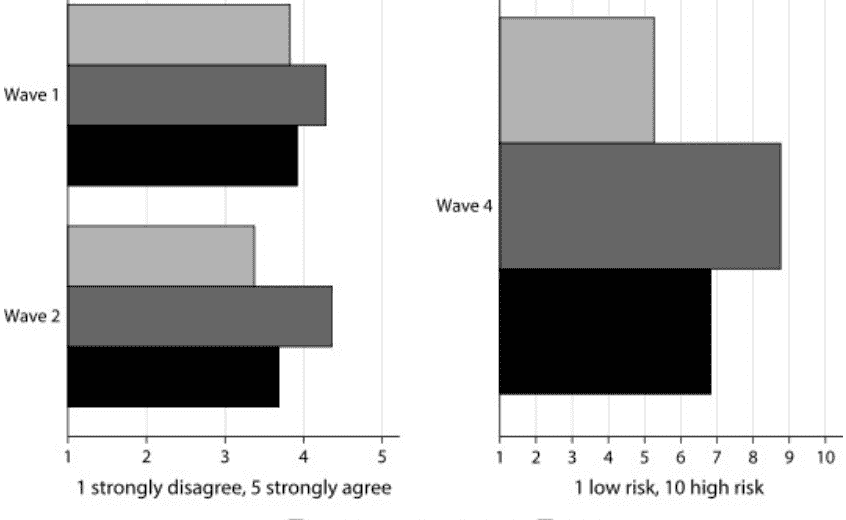 Wave 1
Wave 2
1 2 3 4 5
1 strongly disagree, 5 strongly agree
Wave 4
1 2 3 4 5 6 7 8 9 10
1 low risk, 10 high risk